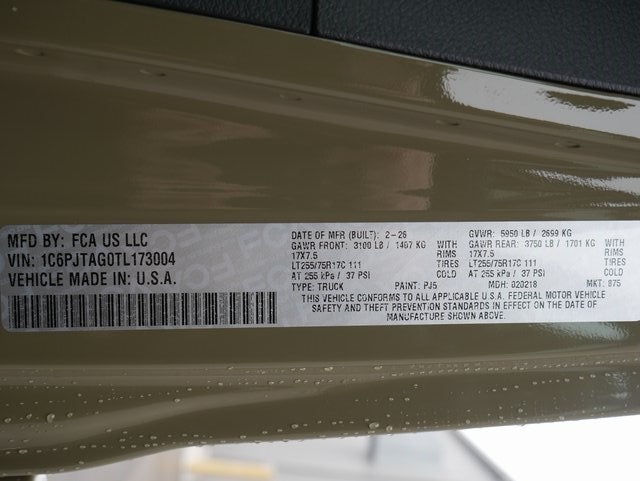 MFD BY: FCA US LLC
VIN: 1C6PJTAG0TL173004
VEHICLE MADE IN: U.S.A.
DATE OF MFR (BUILT): 2-26 GVWR: 5950 LB / 2699 KG
GAWR FRONT: 3100 LB / 1407 KG WITH GAWR REAR: 3750 LB / 1701 KG WITH
17X7.5 RIMS 17X7.5 RIMS
LT255/75R17C 111 TIRES LT255/75R17C 111 TIRES
AT 255 kPa / 37 PSI COLD AT 255 kPa / 37 PSI COLD
TYPE: TRUCK PAINT: PJ5 MDH: 020218 MKT: 875
THIS VEHICLE CONFORMS TO ALL APPLICABLE U.S.A. FEDERAL MOTOR VEHICLE
SAFETY AND THEFT PREVENTION STANDARDS IN EFFECT ON THE DATE OF
MANUFACTURE SHOWN ABOVE.